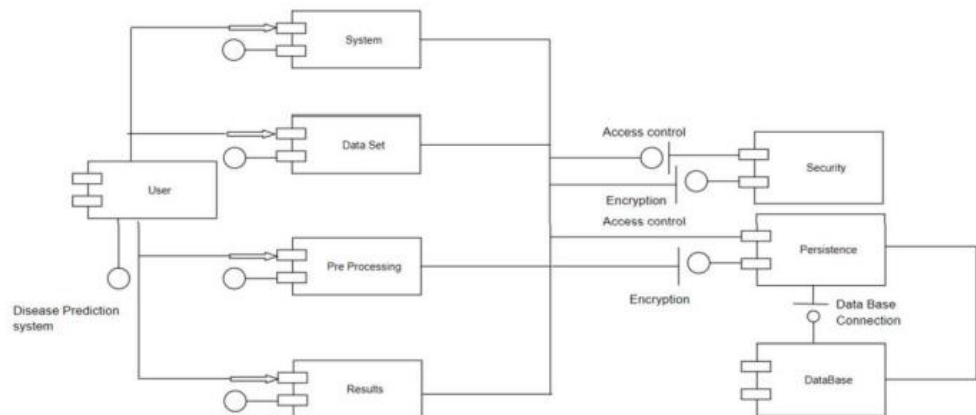 System
Data Set
Access control
Security
User
Encryption
Access control
Persistence
Pre Processing
Encryption
Disease Prediction
system
Data Base
Connection
Results
DataBase